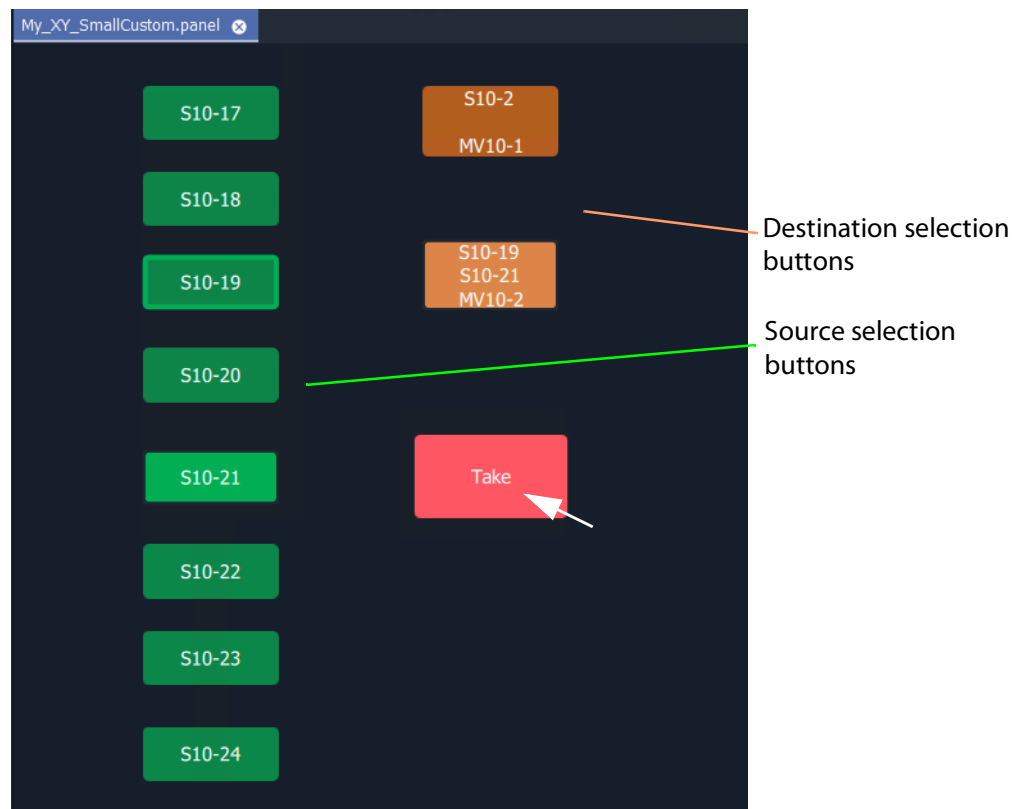 My_XY_SmallCustom.panel
S10-17
S10-18
S10-19
S10-20
S10-21
S10-22
S10-23
S10-24
S10-2
MV10-1
S10-19
S10-21
MV10-2
Take
Destination selection
buttons
Source selection
buttons